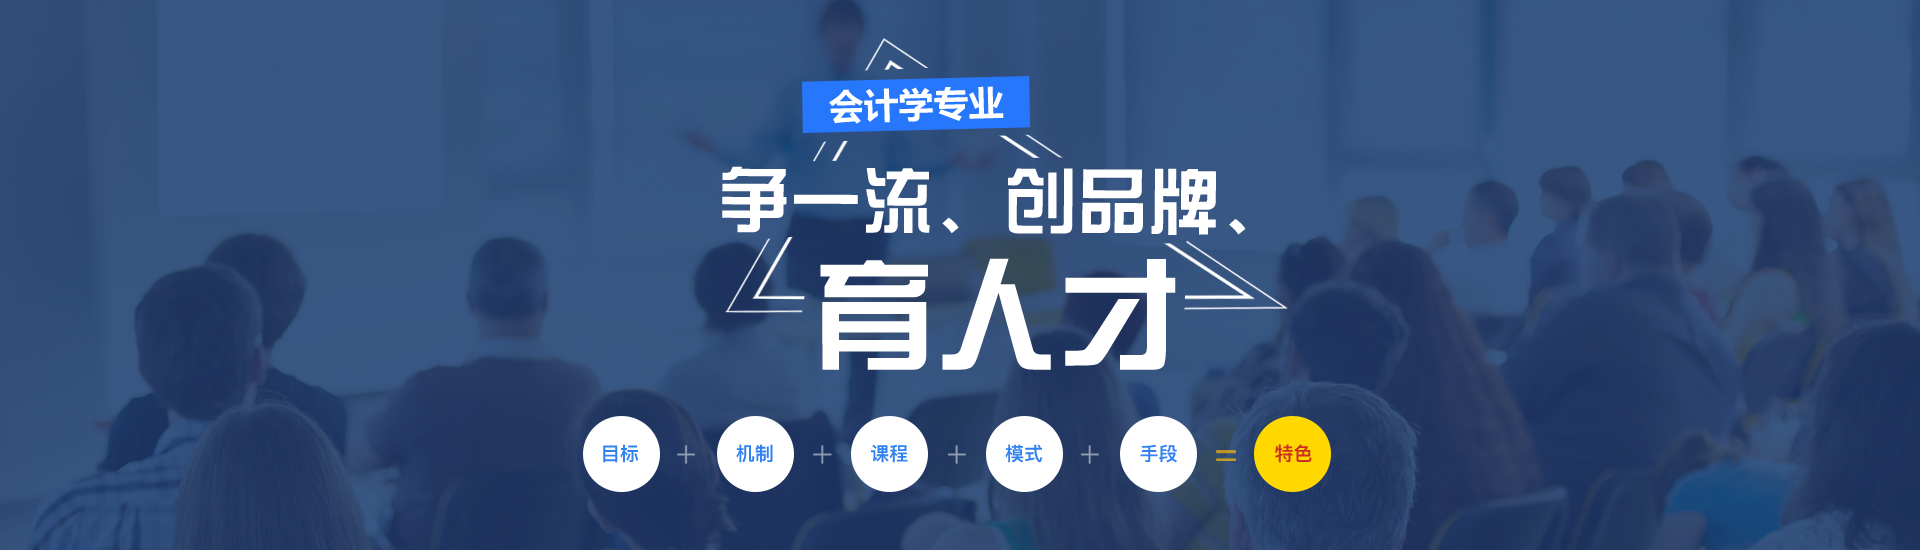 会计学专业
争一流、创品牌、
育人才
目标 + 机制 + 课程 + 模式 + 手段 = 特色